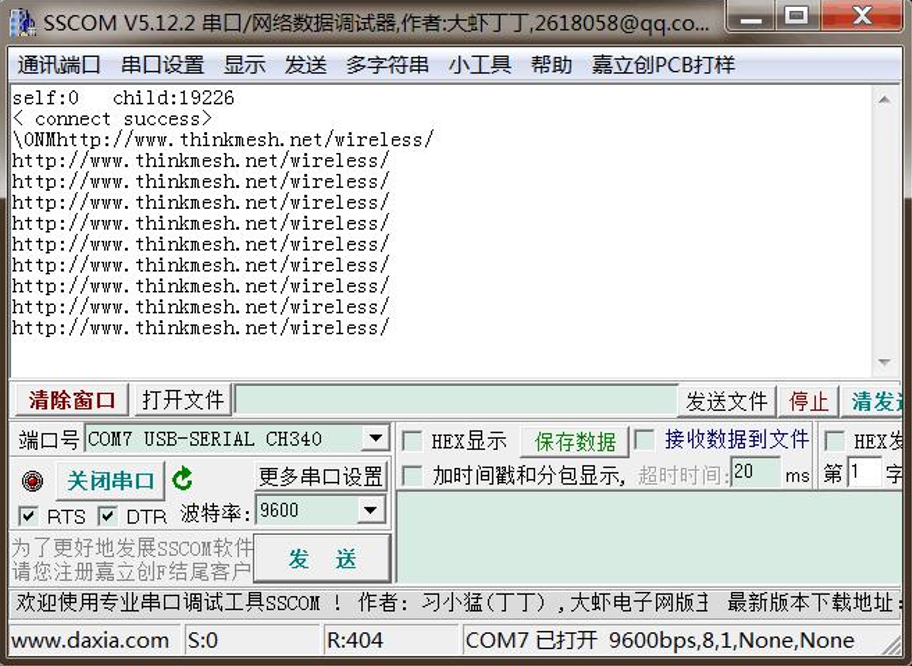 SSCOM V5.12.2 串口/网络数据调试器,作者:大虾丁丁,2618058@qq.co...
通讯端口 串口设置 显示 发送 多字符串 小工具 帮助 嘉立创PCB打样
self:0 child:19226
< connect success>
\ONMhttp://www.thinkmesh.net/wireless/
http://www.thinkmesh.net/wireless/
http://www.thinkmesh.net/wireless/
http://www.thinkmesh.net/wireless/
http://www.thinkmesh.net/wireless/
http://www.thinkmesh.net/wireless/
http://www.thinkmesh.net/wireless/
http://www.thinkmesh.net/wireless/
http://www.thinkmesh.net/wireless/
http://www.thinkmesh.net/wireless/
清除窗口 打开文件 发送文件 停止 清发
端口号 COM7 USB-SERIAL CH340 HEX显示 保存数据 接收数据到文件 HEX发
关闭串口 更多串口设置 加时间戳和分包显示, 超时时间:20 ms 第1 字
RTS DTR 波特率: 9600
为了更好地发展SSCOM软件
请您注册嘉立创F结尾客户
发 送
欢迎使用专业串口调试工具SSCOM ! 作者: 习小猛(丁丁) ,大虾电子网版主 最新版本下载地址:
www.daxia.com S:0 R:404 COM7 已打开 9600bps,8,1,None,None